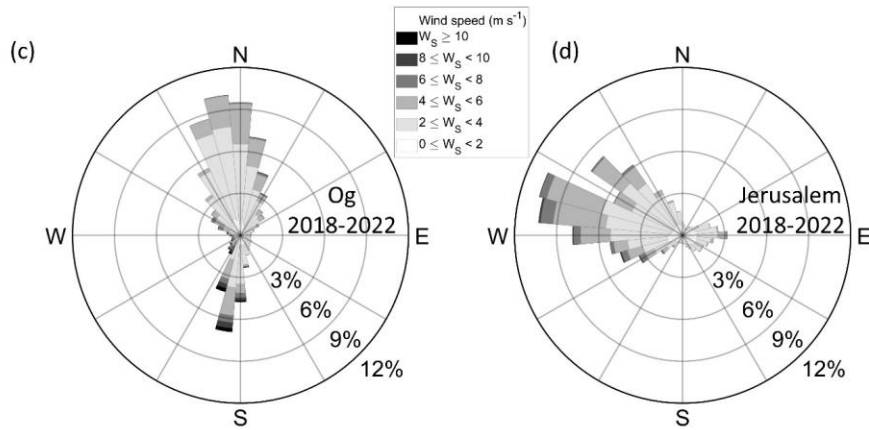 (c)
N
W
E
S
Og
2018-2022
3%
6%
9%
12%
Wind speed (m s⁻¹)
W_S ≥ 10
8 ≤ W_S < 10
6 ≤ W_S < 8
4 ≤ W_S < 6
2 ≤ W_S < 4
0 ≤ W_S < 2
(d)
N
W
E
S
Jerusalem
2018-2022
3%
6%
9%
12%